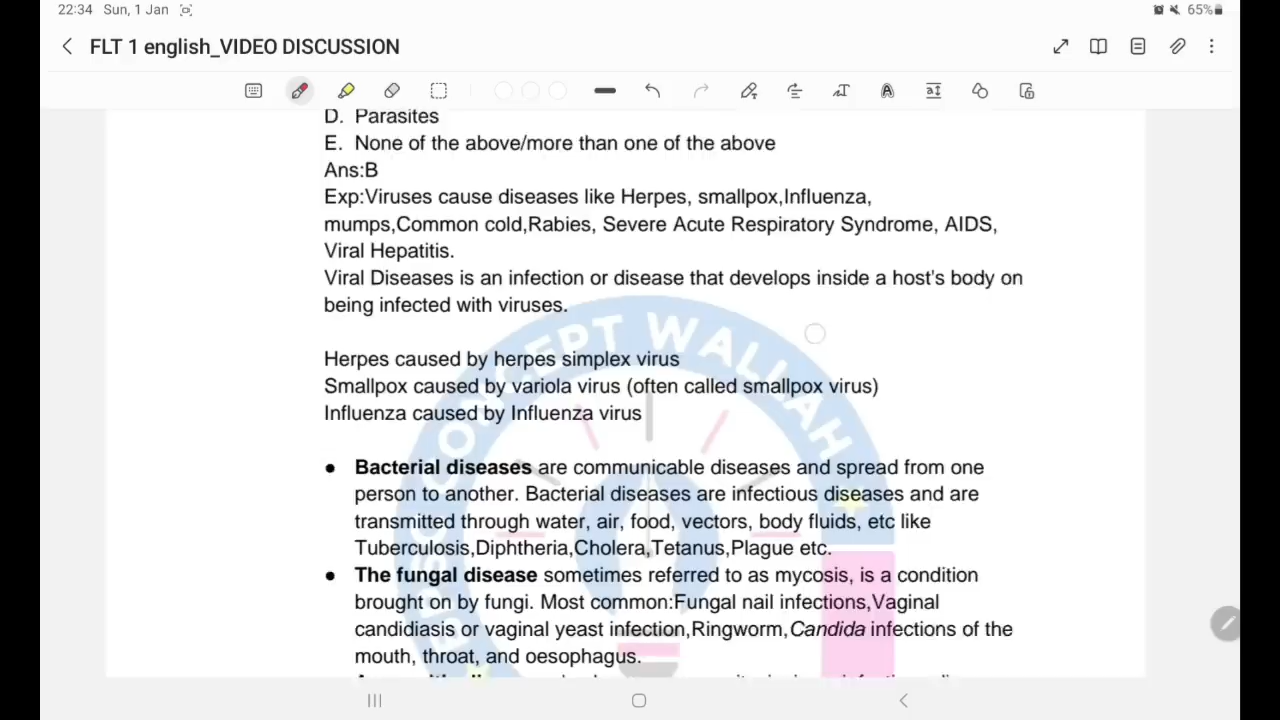 22:34 Sun, 1 Jan
65%
FLT 1 english_VIDEO DISCUSSION
D. Parasites
E. None of the above/more than one of the above
Ans:B
Exp:Viruses cause diseases like Herpes, smallpox,Influenza,
mumps,Common cold,Rabies, Severe Acute Respiratory Syndrome, AIDS,
Viral Hepatitis.
Viral Diseases is an infection or disease that develops inside a host's body on
being infected with viruses.
CONCEPT WALLAH
Herpes caused by herpes simplex virus
Smallpox caused by variola virus (often called smallpox virus)
Influenza caused by Influenza virus
● Bacterial diseases are communicable diseases and spread from one
person to another. Bacterial diseases are infectious diseases and are
transmitted through water, air, food, vectors, body fluids, etc like
Tuberculosis,Diphtheria,Cholera,Tetanus,Plague etc.
● The fungal disease sometimes referred to as mycosis, is a condition
brought on by fungi. Most common:Fungal nail infections,Vaginal
candidiasis or vaginal yeast infection,Ringworm,Candida infections of the
mouth, throat, and oesophagus.